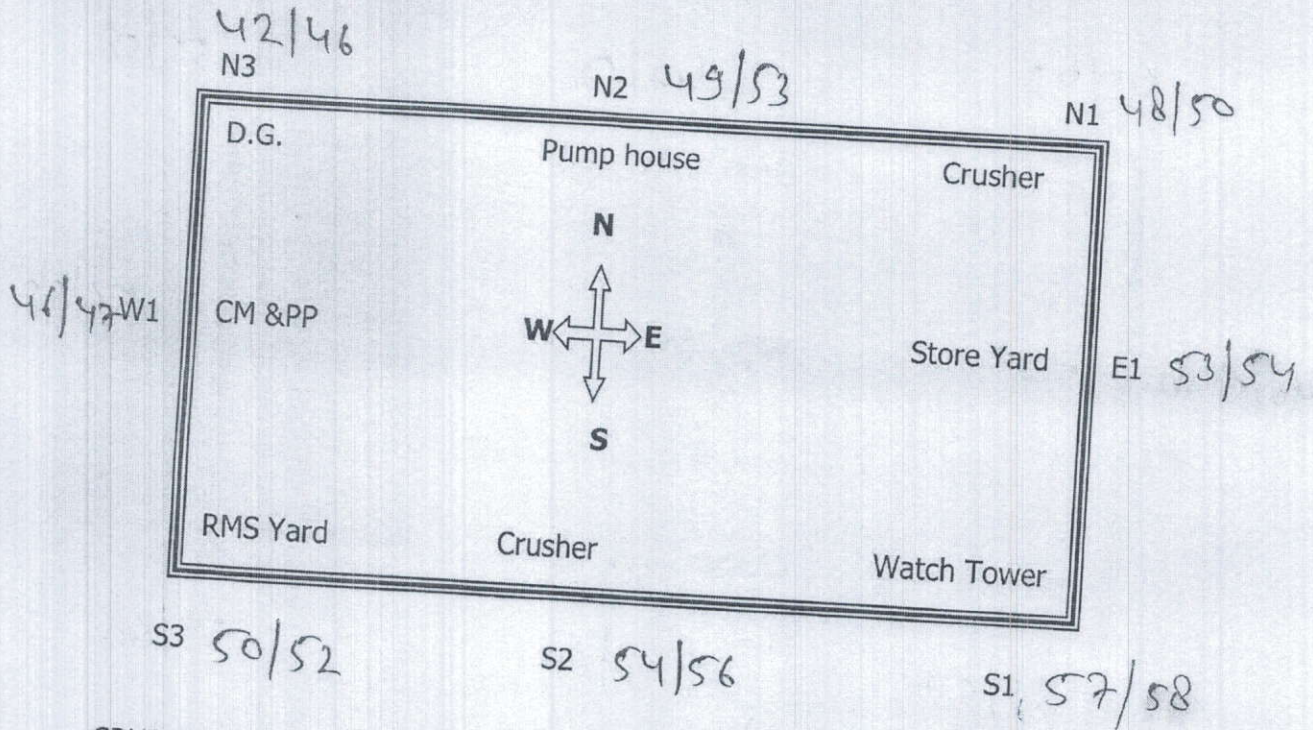 42/46
N3
N2 49/53
N1 48/50
D.G.
Pump house
Crusher
N
46/47 W1
CM &PP
W E
Store Yard
E1 53/54
S
RMS Yard
Crusher
Watch Tower
S3 50/52
S2 54/56
S1 57/58